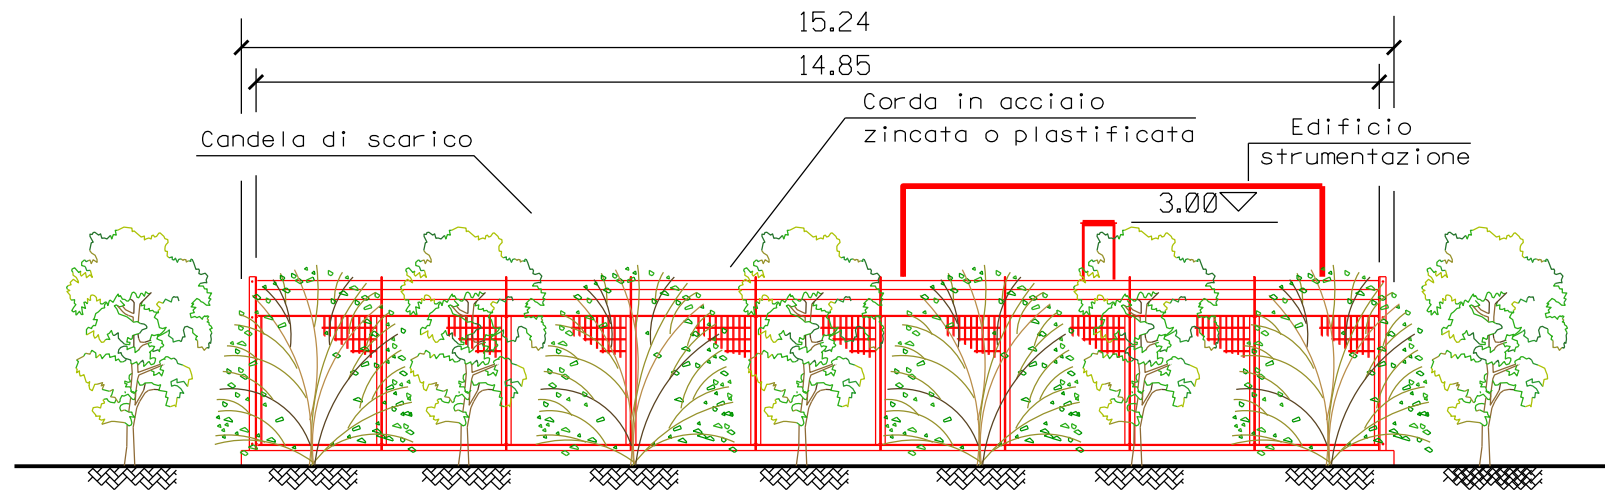 15.24
14.85
Corda in acciaio
zincata o plastificata
Candela di scarico
Edificio
strumentazione
3.00